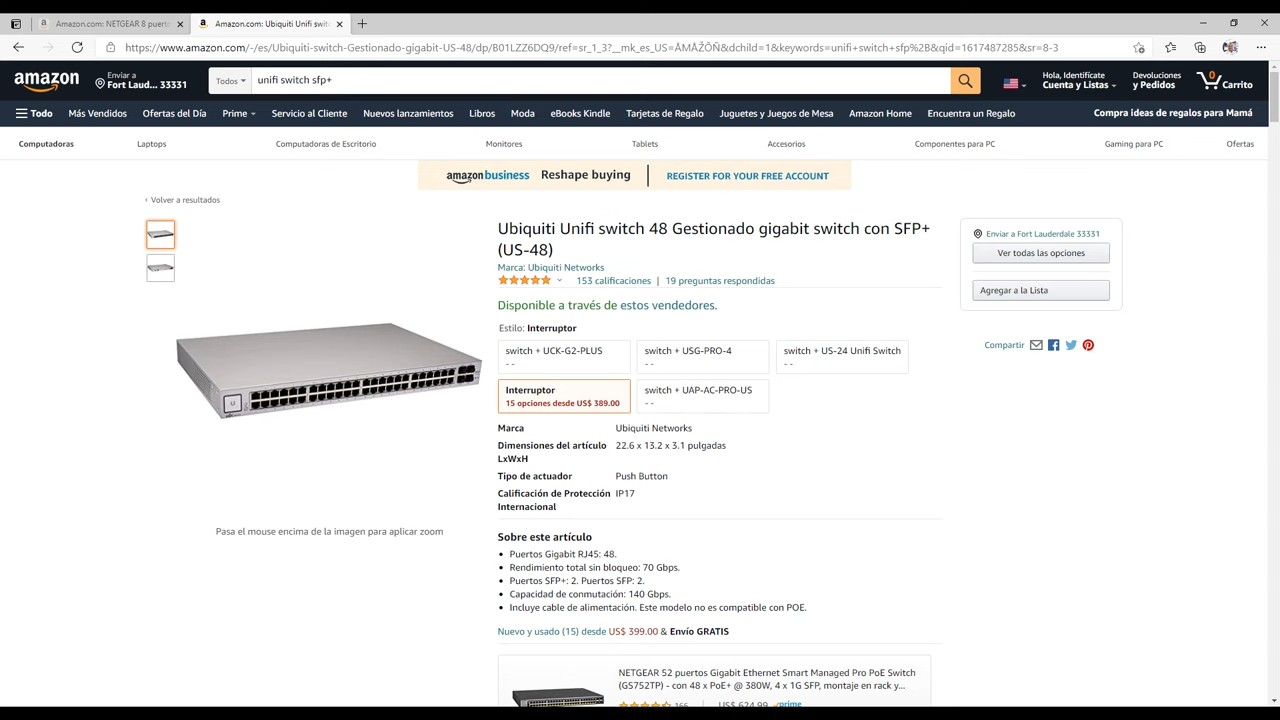 Amazon.com: NETGEAR 8 puerto
Amazon.com: Ubiquiti Unifi swit
https://www.amazon.com/-/es/Ubiquiti-switch-Gestionado-gigabit-US-48/dp/B01LZZ6DQ9/ref=sr_1_3?__mk_es_US=ÅMÅŽÕÑ&dchild=1&keywords=unifi+switch+sfp%2B&qid=1617487285&sr=8-3
amazon
Enviar a
Fort Laud... 33331
Todos
unifi switch sfp+
Hola, Identifícate
Cuenta y Listas
Devoluciones
y Pedidos
0
Carrito
Todo
Más Vendidos
Ofertas del Día
Prime
Servicio al Cliente
Nuevos lanzamientos
Libros
Moda
eBooks Kindle
Tarjetas de Regalo
Juguetes y Juegos de Mesa
Amazon Home
Encuentra un Regalo
Compra ideas de regalos para Mamá
Computadoras
Laptops
Computadoras de Escritorio
Monitores
Tablets
Accesorios
Componentes para PC
Gaming para PC
Ofertas
amazon business Reshape buying | REGISTER FOR YOUR FREE ACCOUNT
‹ Volver a resultados
Ubiquiti Unifi switch 48 Gestionado gigabit switch con SFP+
(US-48)
Marca: Ubiquiti Networks
153 calificaciones | 19 preguntas respondidas
Disponible a través de estos vendedores.
Estilo: Interruptor
switch + UCK-G2-PLUS
- -
switch + USG-PRO-4
- -
switch + US-24 Unifi Switch
- -
Interruptor
15 opciones desde US$ 389.00
switch + UAP-AC-PRO-US
- -
Marca Ubiquiti Networks
Dimensiones del artículo 22.6 x 13.2 x 3.1 pulgadas
LxWxH
Tipo de actuador Push Button
Calificación de Protección IP17
Internacional
Pasa el mouse encima de la imagen para aplicar zoom
Sobre este artículo
• Puertos Gigabit RJ45: 48.
• Rendimiento total sin bloqueo: 70 Gbps.
• Puertos SFP+: 2. Puertos SFP: 2.
• Capacidad de conmutación: 140 Gbps.
• Incluye cable de alimentación. Este modelo no es compatible con POE.
Nuevo y usado (15) desde US$ 399.00 & Envío GRATIS
NETGEAR 52 puertos Gigabit Ethernet Smart Managed Pro PoE Switch
(GS752TP) - con 48 x PoE+ @ 380W, 4 x 1G SFP, montaje en rack y...
166 | US$ 624.99 prime
Enviar a Fort Lauderdale 33331
Ver todas las opciones
Agregar a la Lista
Compartir